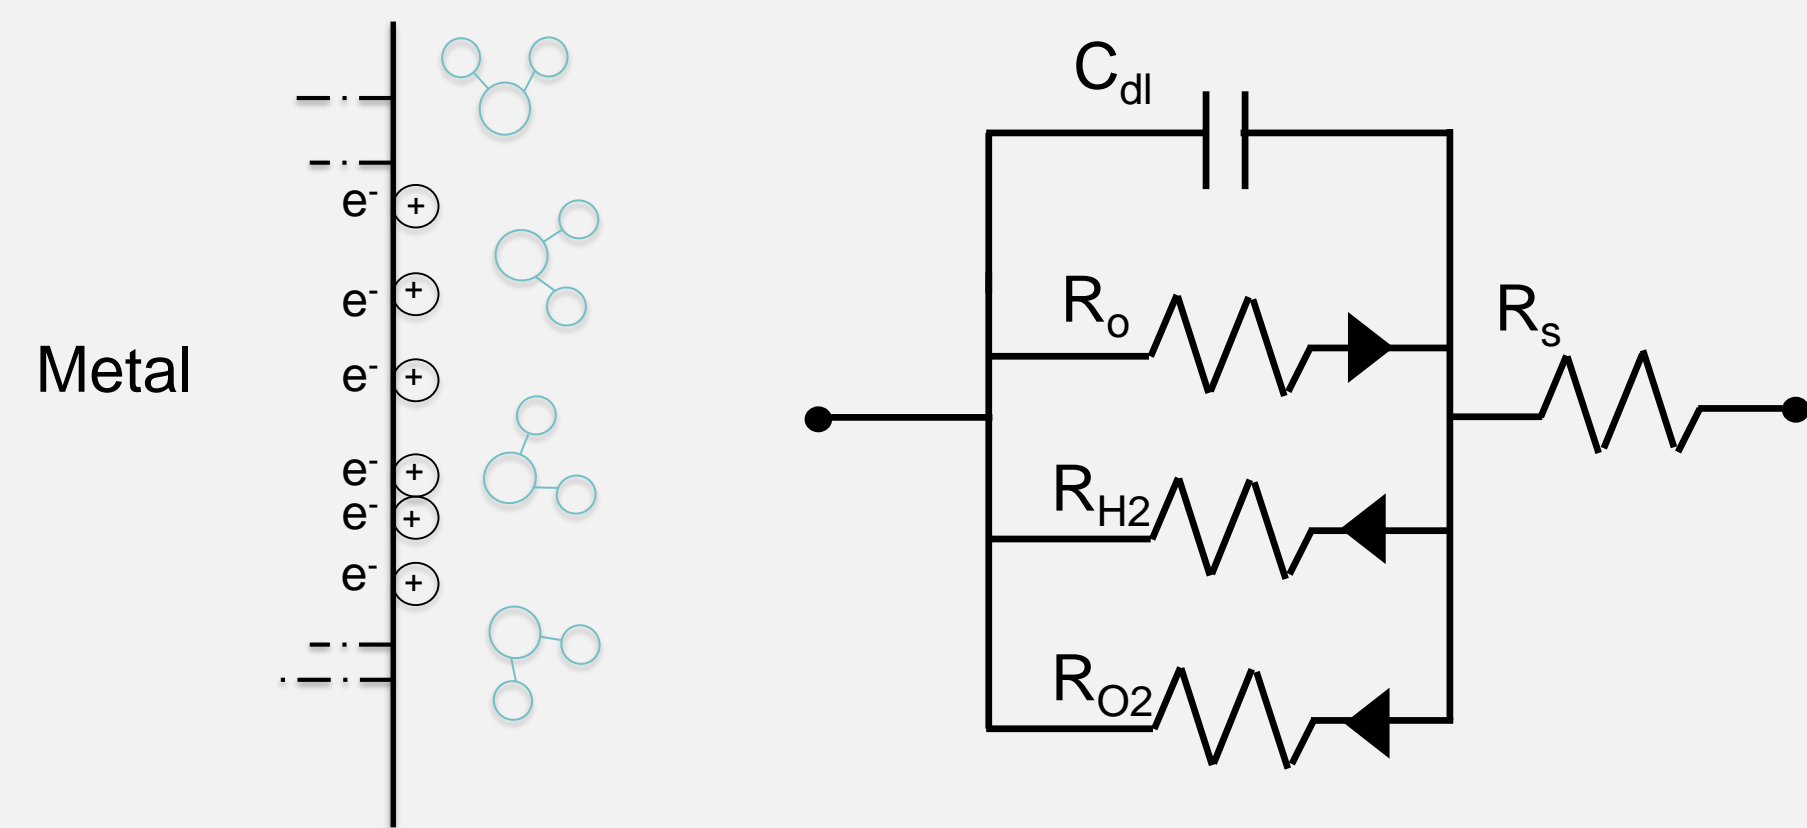 Metal
e-
+
e-
+
e-
+
e-
+
e-
+
e-
+
Cdl
Ro
Rs
RH2
RO2